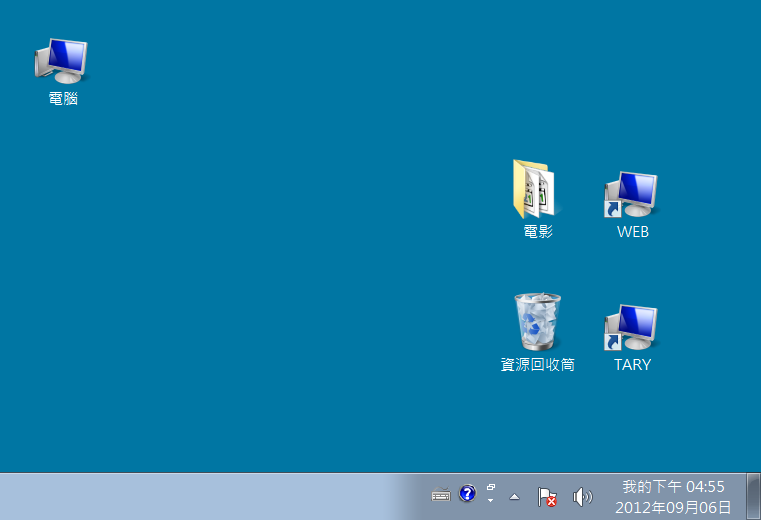 電腦
電影
WEB
資源回收筒
TARY
我的下午 04:55
2012年09月06日